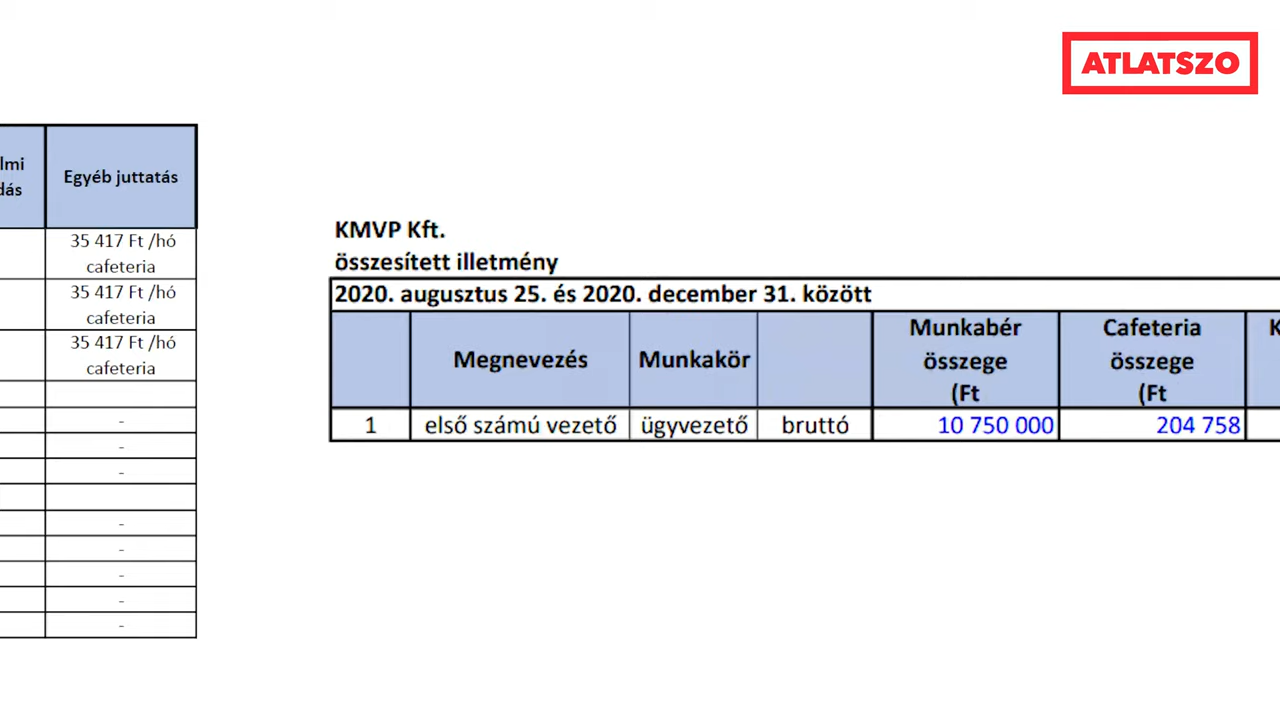 ATLATSZO
lmi
dás
Egyéb juttatás
35 417 Ft /hó
cafeteria
35 417 Ft /hó
cafeteria
35 417 Ft /hó
cafeteria
-
-
-
-
-
-
-
-
KMVP Kft.
összesített illetmény
2020. augusztus 25. és 2020. december 31. között
Megnevezés
Munkakör
Munkabér
összege
(Ft
Cafeteria
összege
(Ft
K
1 első számú vezető ügyvezető bruttó 10 750 000 204 758